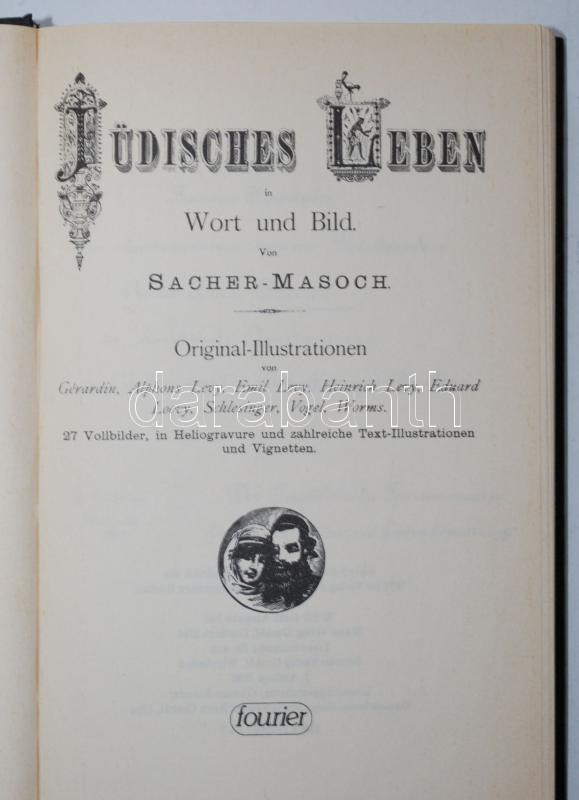 JÜDISCHES LEBEN
in
Wort und Bild.
Von
SACHER-MASOCH.
Original-Illustrationen
von
Gérardin, Alphons Levy, Emil Levy, Heinrich Levy, Eduard
Loevy, Schlesinger, Vogel, Worms.
27 Vollbilder, in Heliogravure und zahlreiche Text-Illustrationen
und Vignetten.
darabanth
fourier